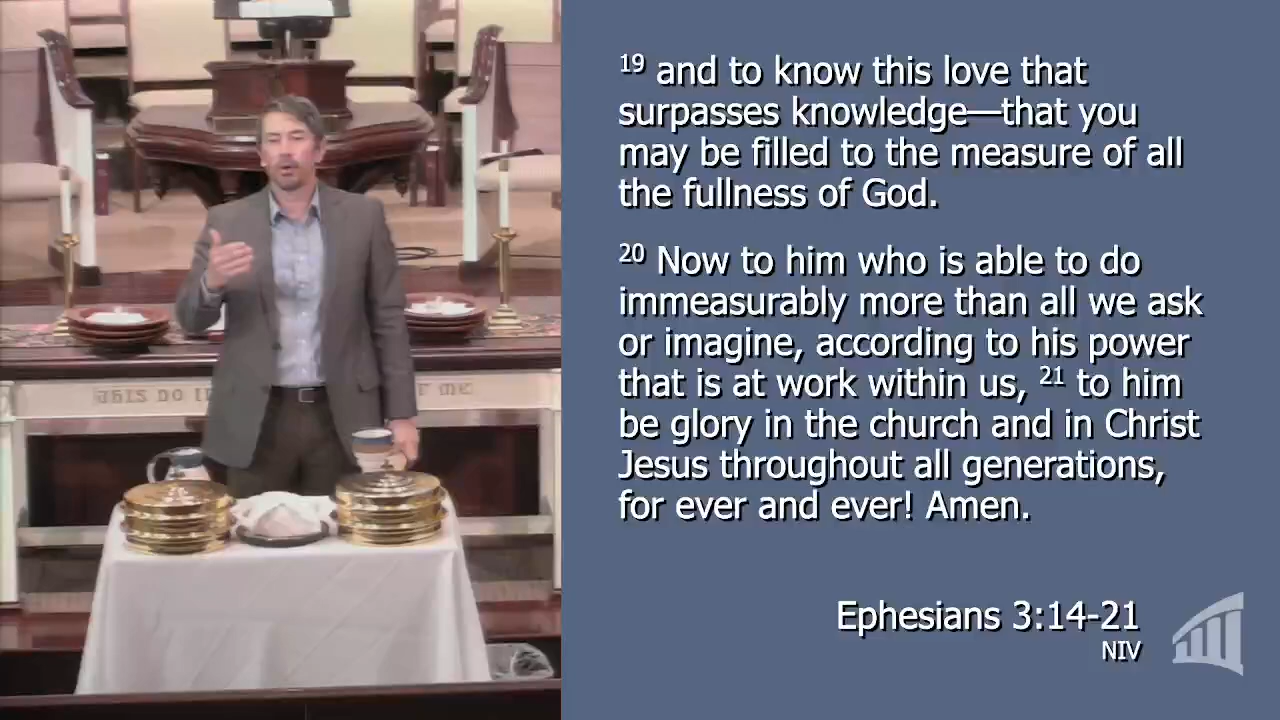 THIS DO I
F ME
19 and to know this love that
surpasses knowledge—that you
may be filled to the measure of all
the fullness of God.
20 Now to him who is able to do
immeasurably more than all we ask
or imagine, according to his power
that is at work within us, 21 to him
be glory in the church and in Christ
Jesus throughout all generations,
for ever and ever! Amen.
Ephesians 3:14-21
NIV